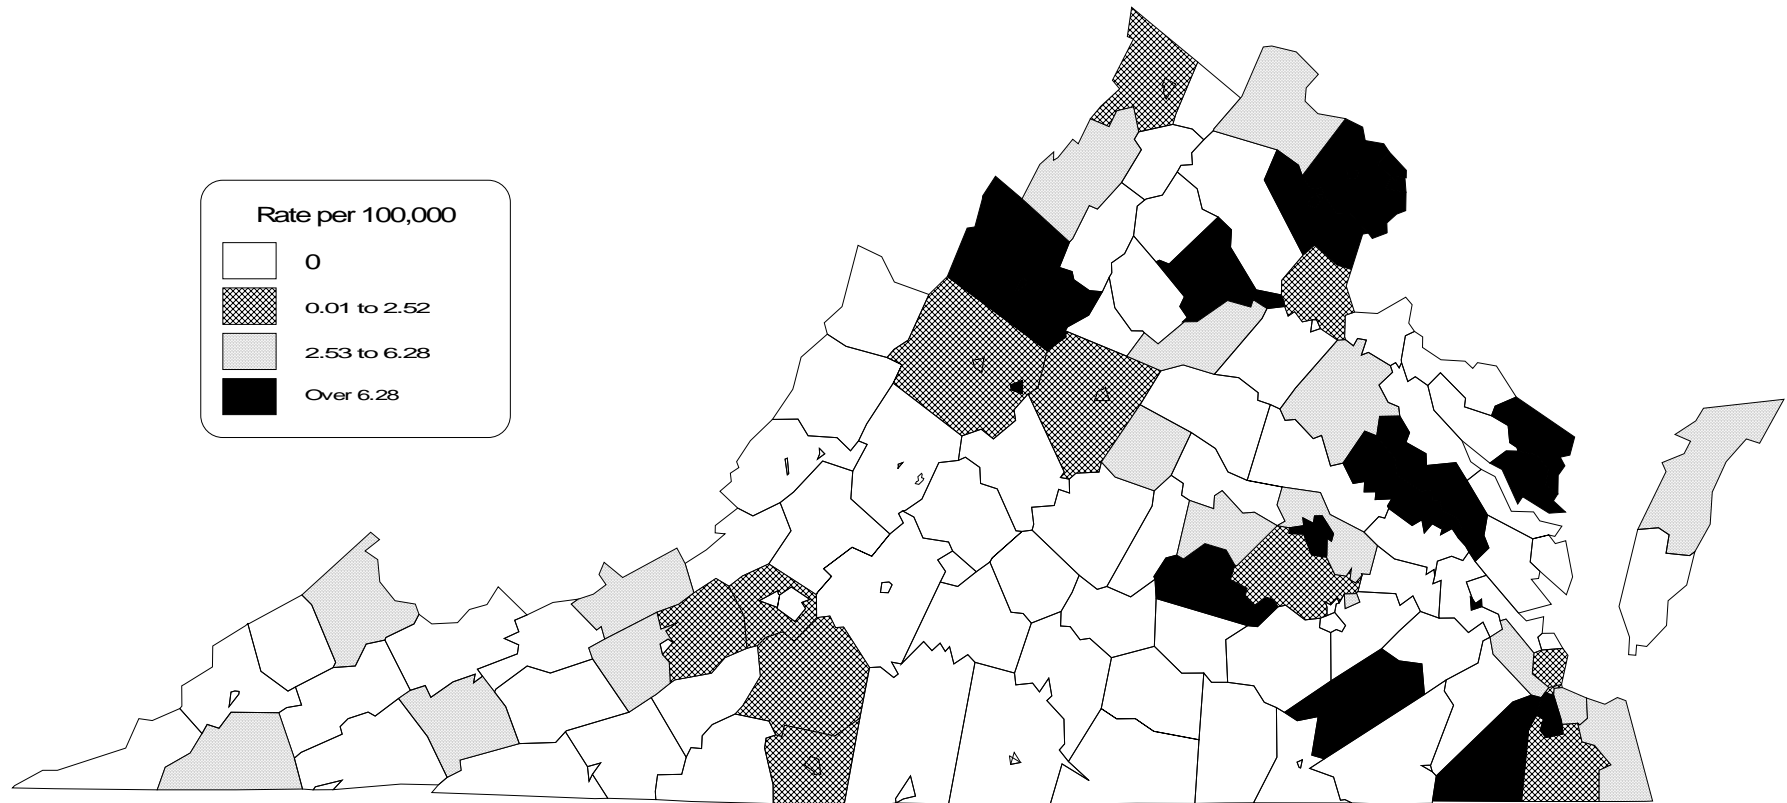 Rate per 100,000
0
0.01 to 2.52
2.53 to 6.28
Over 6.28